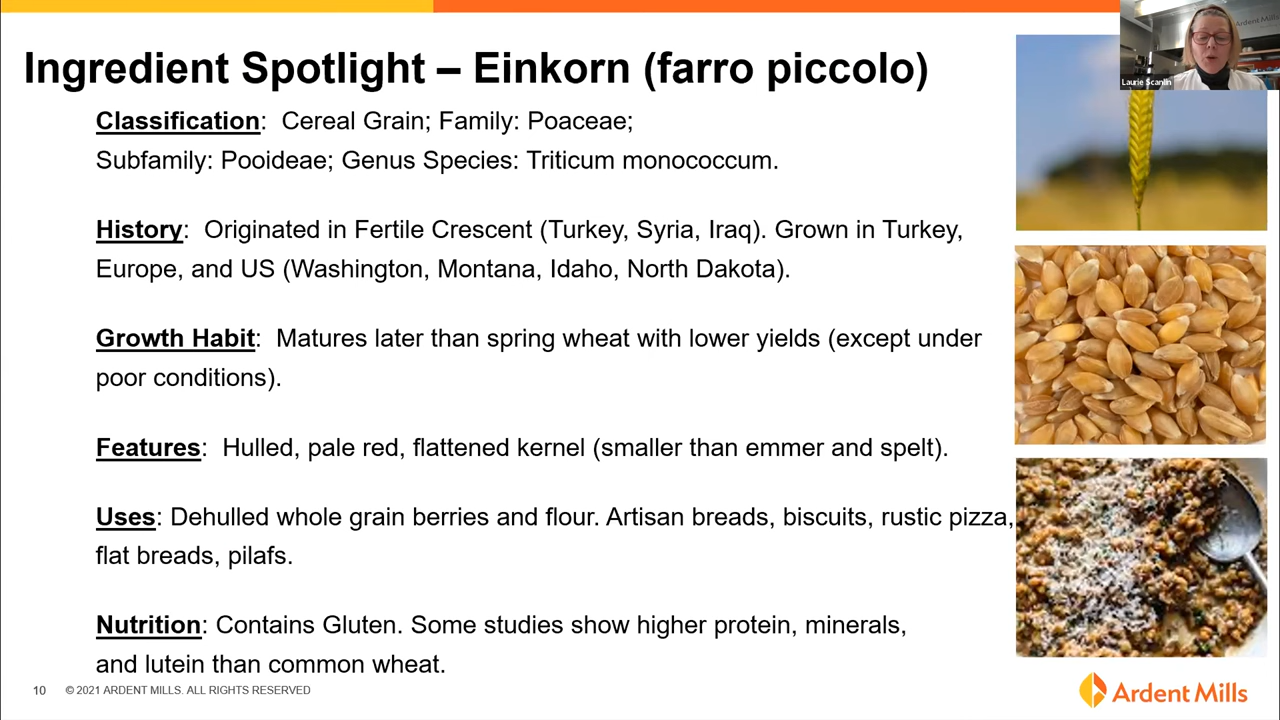 Ardent Mills
Laurie Scanlin
Ingredient Spotlight – Einkorn (farro piccolo)
Classification:  Cereal Grain; Family: Poaceae;
Subfamily: Pooideae; Genus Species: Triticum monococcum.
History:  Originated in Fertile Crescent (Turkey, Syria, Iraq). Grown in Turkey,
Europe, and US (Washington, Montana, Idaho, North Dakota).
Growth Habit:  Matures later than spring wheat with lower yields (except under
poor conditions).
Features:  Hulled, pale red, flattened kernel (smaller than emmer and spelt).
Uses: Dehulled whole grain berries and flour. Artisan breads, biscuits, rustic pizza,
flat breads, pilafs.
Nutrition: Contains Gluten. Some studies show higher protein, minerals,
and lutein than common wheat.
10 © 2021 ARDENT MILLS. ALL RIGHTS RESERVED
Ardent Mills